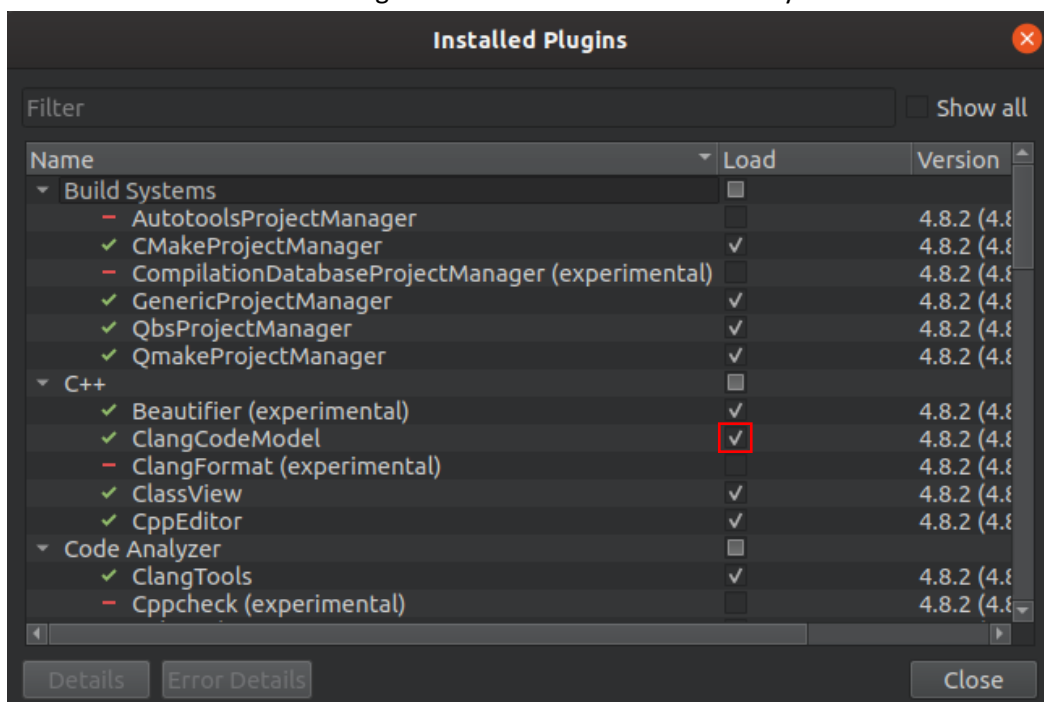 Installed Plugins
Filter
Show all
Name Load Version
Build Systems
AutotoolsProjectManager 4.8.2 (4.8
CMakeProjectManager 4.8.2 (4.8
CompilationDatabaseProjectManager (experimental) 4.8.2 (4.8
GenericProjectManager 4.8.2 (4.8
QbsProjectManager 4.8.2 (4.8
QmakeProjectManager 4.8.2 (4.8
C++
Beautifier (experimental) 4.8.2 (4.8
ClangCodeModel 4.8.2 (4.8
ClangFormat (experimental) 4.8.2 (4.8
ClassView 4.8.2 (4.8
CppEditor 4.8.2 (4.8
Code Analyzer
ClangTools 4.8.2 (4.8
Cppcheck (experimental) 4.8.2 (4.8
Details Error Details Close